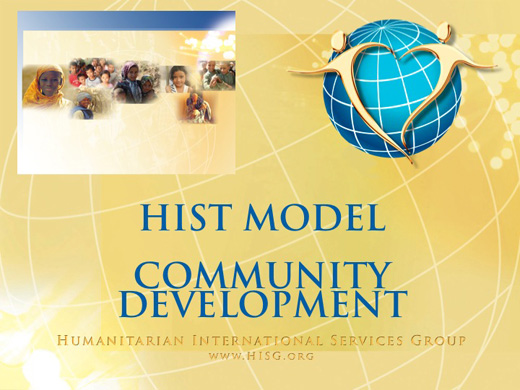 HIST MODEL
COMMUNITY
DEVELOPMENT
HUMANITARIAN INTERNATIONAL SERVICES GROUP
WWW.HISG.ORG